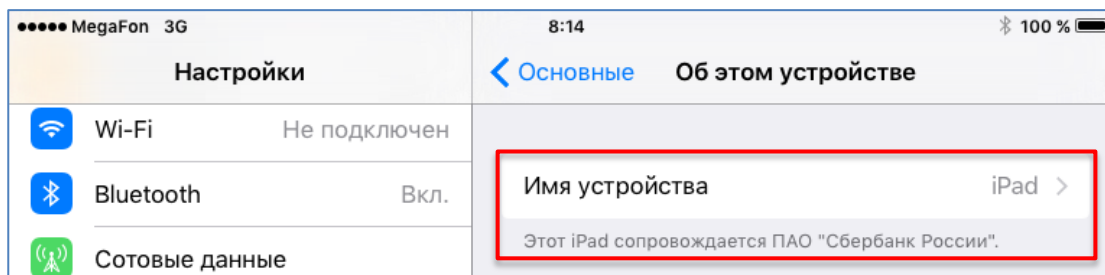 MegaFon 3G 8:14 100 %
Настройки
Основные Об этом устройстве
Wi-Fi Не подключен
Имя устройства iPad
Bluetooth Вкл.
Этот iPad сопровождается ПАО "Сбербанк России".
Сотовые данные